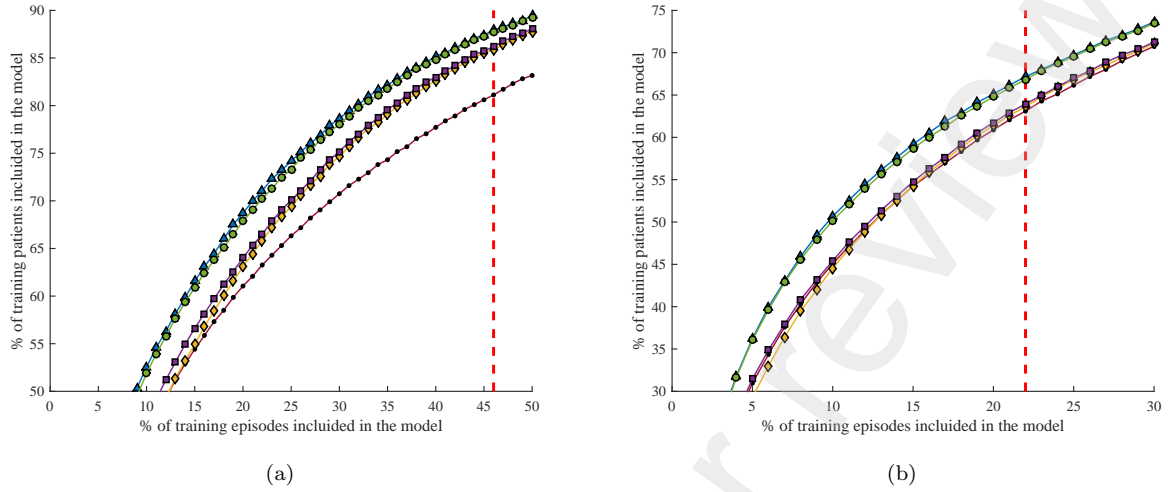 % of training patients incluided in the model
90
85
80
75
70
65
60
55
50
0 5 10 15 20 25 30 35 40 45 50
% of training episodes incluided in the model
(a)
% of training patients incluided in the model
75
70
65
60
55
50
45
40
35
30
0 5 10 15 20 25 30
% of training episodes incluided in the model
(b)
r review